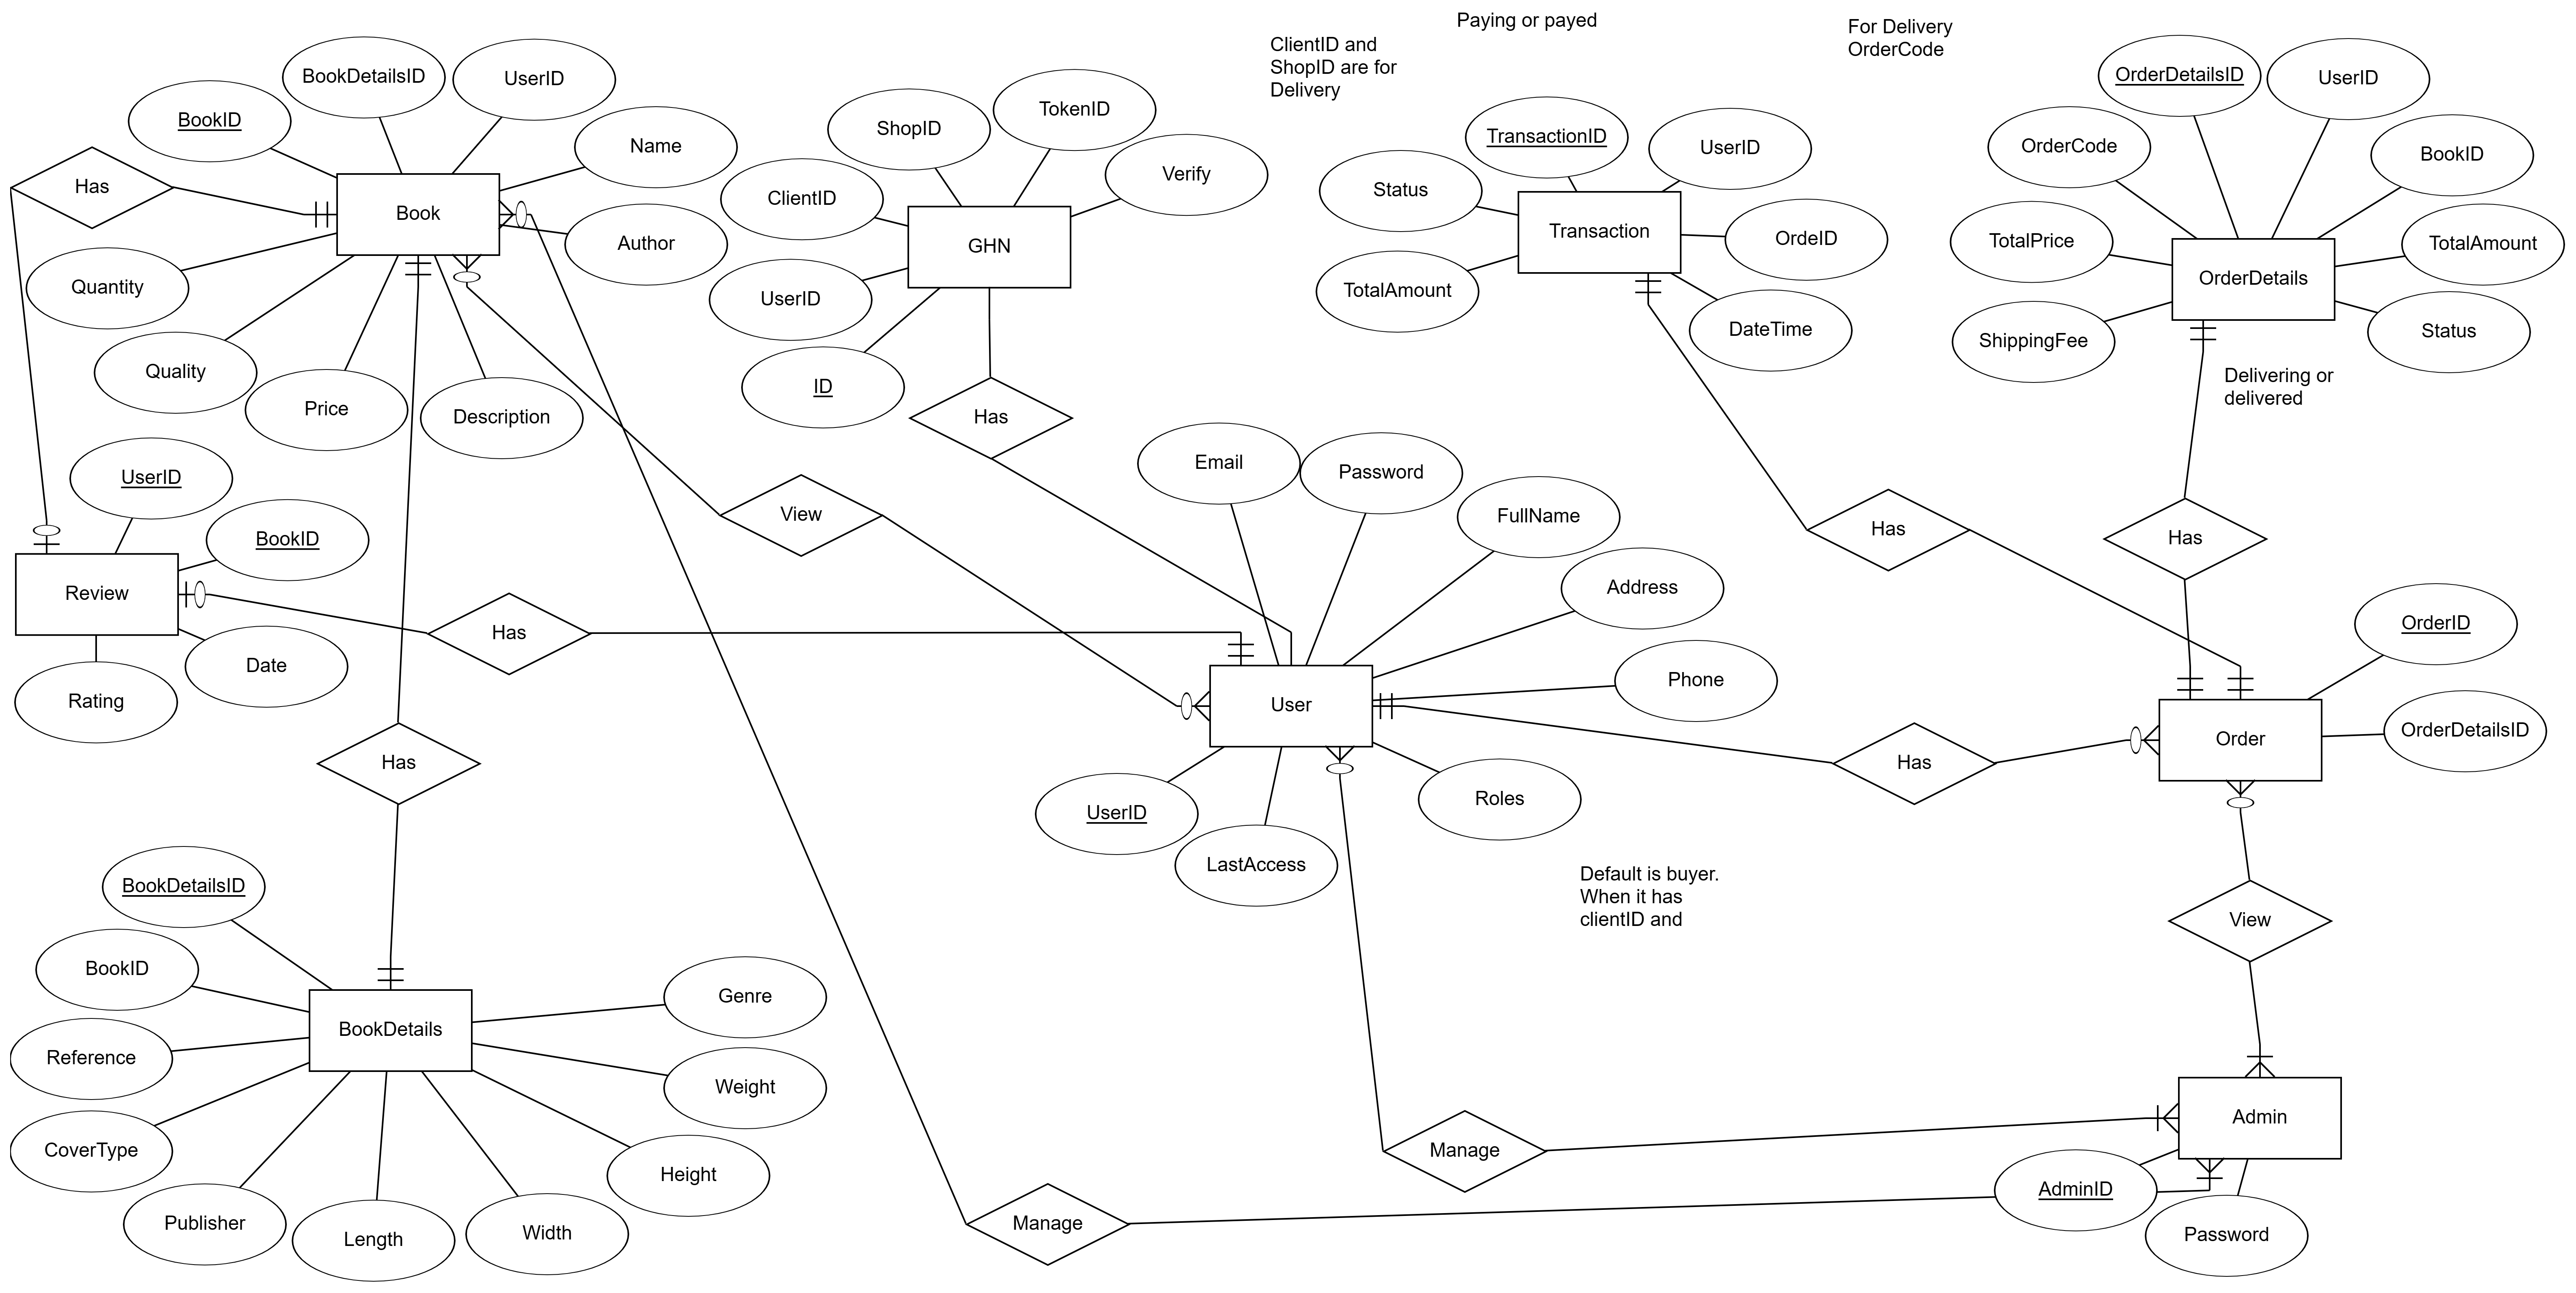 Paying or payed
For Delivery
OrderCode
ClientID and
ShopID are for
Delivery
BookDetailsID
UserID
BookID
Name
Has
Book
Author
Quantity
Quality
Price
Description
TokenID
ShopID
Verify
ClientID
GHN
UserID
ID
Has
TransactionID
UserID
Status
Transaction
OrdeID
TotalAmount
DateTime
OrderDetailsID
UserID
OrderCode
BookID
TotalPrice
TotalAmount
OrderDetails
ShippingFee
Status
Delivering or
delivered
UserID
BookID
Review
Date
Rating
View
Has
Has
Email
Password
FullName
Address
Phone
User
Roles
UserID
LastAccess
Has
Has
Has
OrderID
OrderDetailsID
Order
Default is buyer.
When it has
clientID and
View
BookDetailsID
BookID
Reference
BookDetails
Genre
Weight
CoverType
Height
Publisher
Length
Width
Manage
Manage
Admin
AdminID
Password